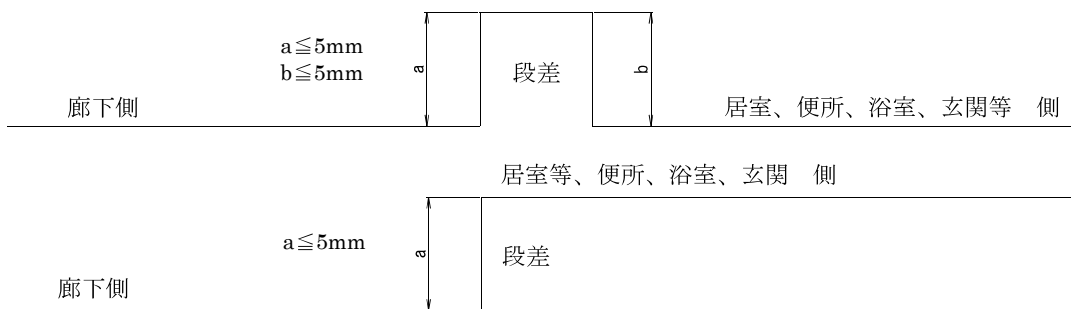 a≦5mm
b≦5mm
a
段差
b
廊下側
居室、便所、浴室、玄関等　側
居室等、便所、浴室、玄関　側
a≦5mm
a
段差
廊下側